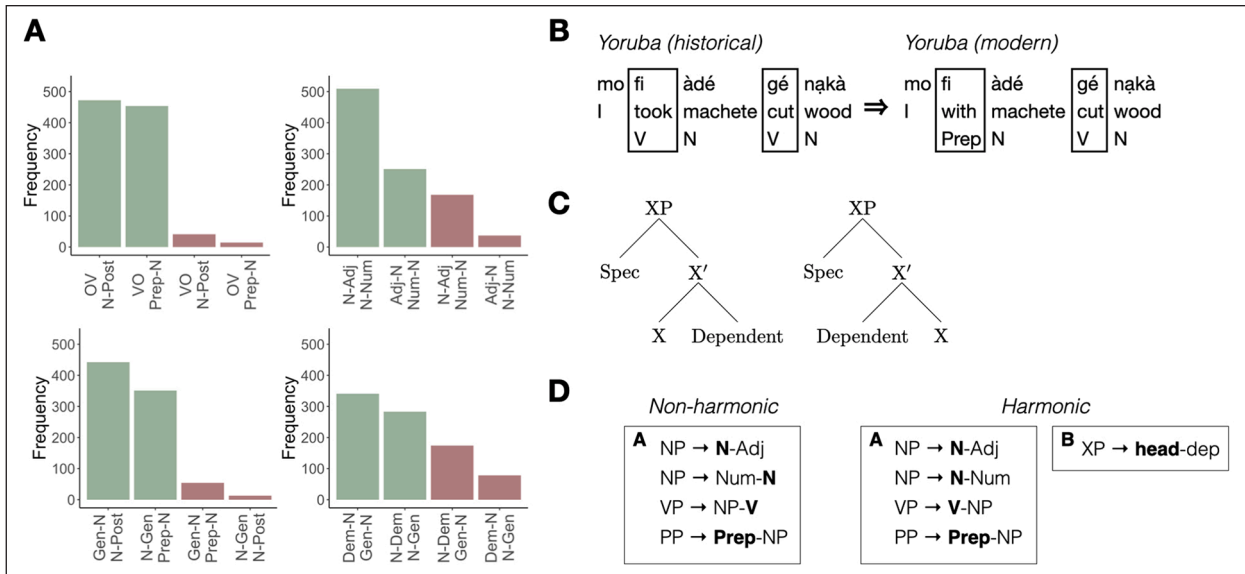 A
Frequency
500
400
300
200
100
0
OV N-Post
VO Prep-N
VO N-Post
OV Prep-N
Frequency
500
400
300
200
100
0
N-Adj N-Num
Adj-N Num-N
N-Adj Num-N
Adj-N N-Num
Frequency
500
400
300
200
100
0
Gen-N N-Post
N-Gen Prep-N
Gen-N Prep-N
N-Gen N-Post
Frequency
500
400
300
200
100
0
Dem-N Gen-N
N-Dem N-Gen
N-Dem Gen-N
Dem-N N-Gen
B
Yoruba (historical)
mo fi àdé gé nạkà
I took machete cut wood
V N V N
⇒
Yoruba (modern)
mo fi àdé gé nạkà
I with machete cut wood
Prep N V N
C
XP
Spec X′
X Dependent
XP
Spec X′
Dependent X
D
Non-harmonic
A NP → N-Adj
NP → Num-N
VP → NP-V
PP → Prep-NP
Harmonic
A NP → N-Adj
NP → N-Num
VP → V-NP
PP → Prep-NP
B XP → head-dep